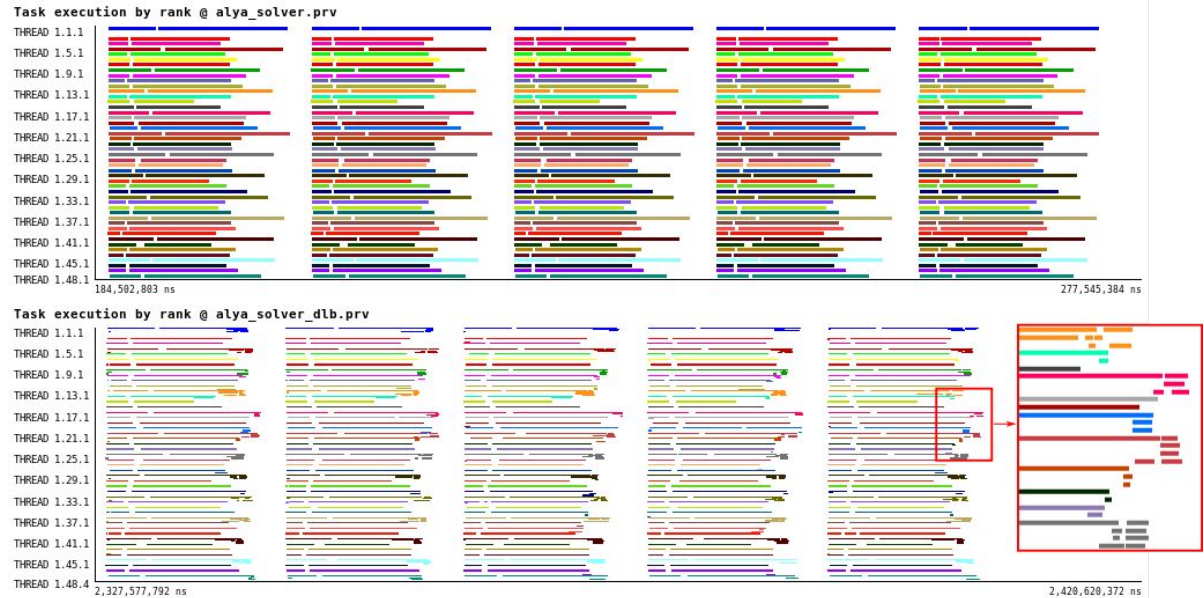 Task execution by rank @ alya_solver.prv
THREAD 1.1.1
THREAD 1.5.1
THREAD 1.9.1
THREAD 1.13.1
THREAD 1.17.1
THREAD 1.21.1
THREAD 1.25.1
THREAD 1.29.1
THREAD 1.33.1
THREAD 1.37.1
THREAD 1.41.1
THREAD 1.45.1
THREAD 1.48.1
184,502,803 ns 277,545,384 ns
Task execution by rank @ alya_solver_dlb.prv
THREAD 1.1.1
THREAD 1.5.1
THREAD 1.9.1
THREAD 1.13.1
THREAD 1.17.1
THREAD 1.21.1
THREAD 1.25.1
THREAD 1.29.1
THREAD 1.33.1
THREAD 1.37.1
THREAD 1.41.1
THREAD 1.45.1
THREAD 1.48.4
2,327,577,792 ns 2,420,620,372 ns